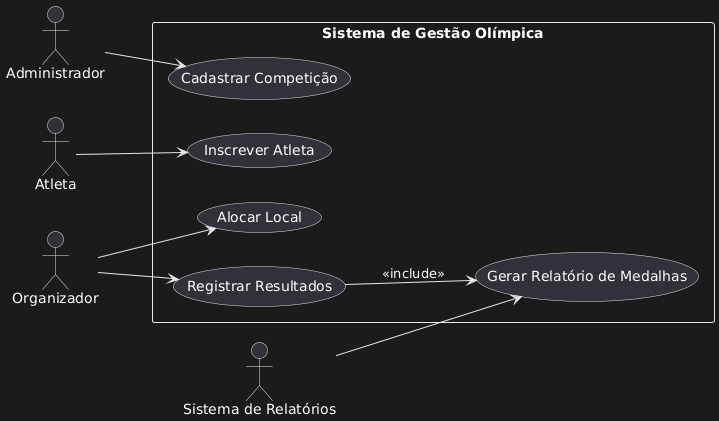 Sistema de Gestão Olímpica
Administrador
Cadastrar Competição
Inscrever Atleta
Atleta
Alocar Local
Organizador
Registrar Resultados
«include»
Gerar Relatório de Medalhas
Sistema de Relatórios